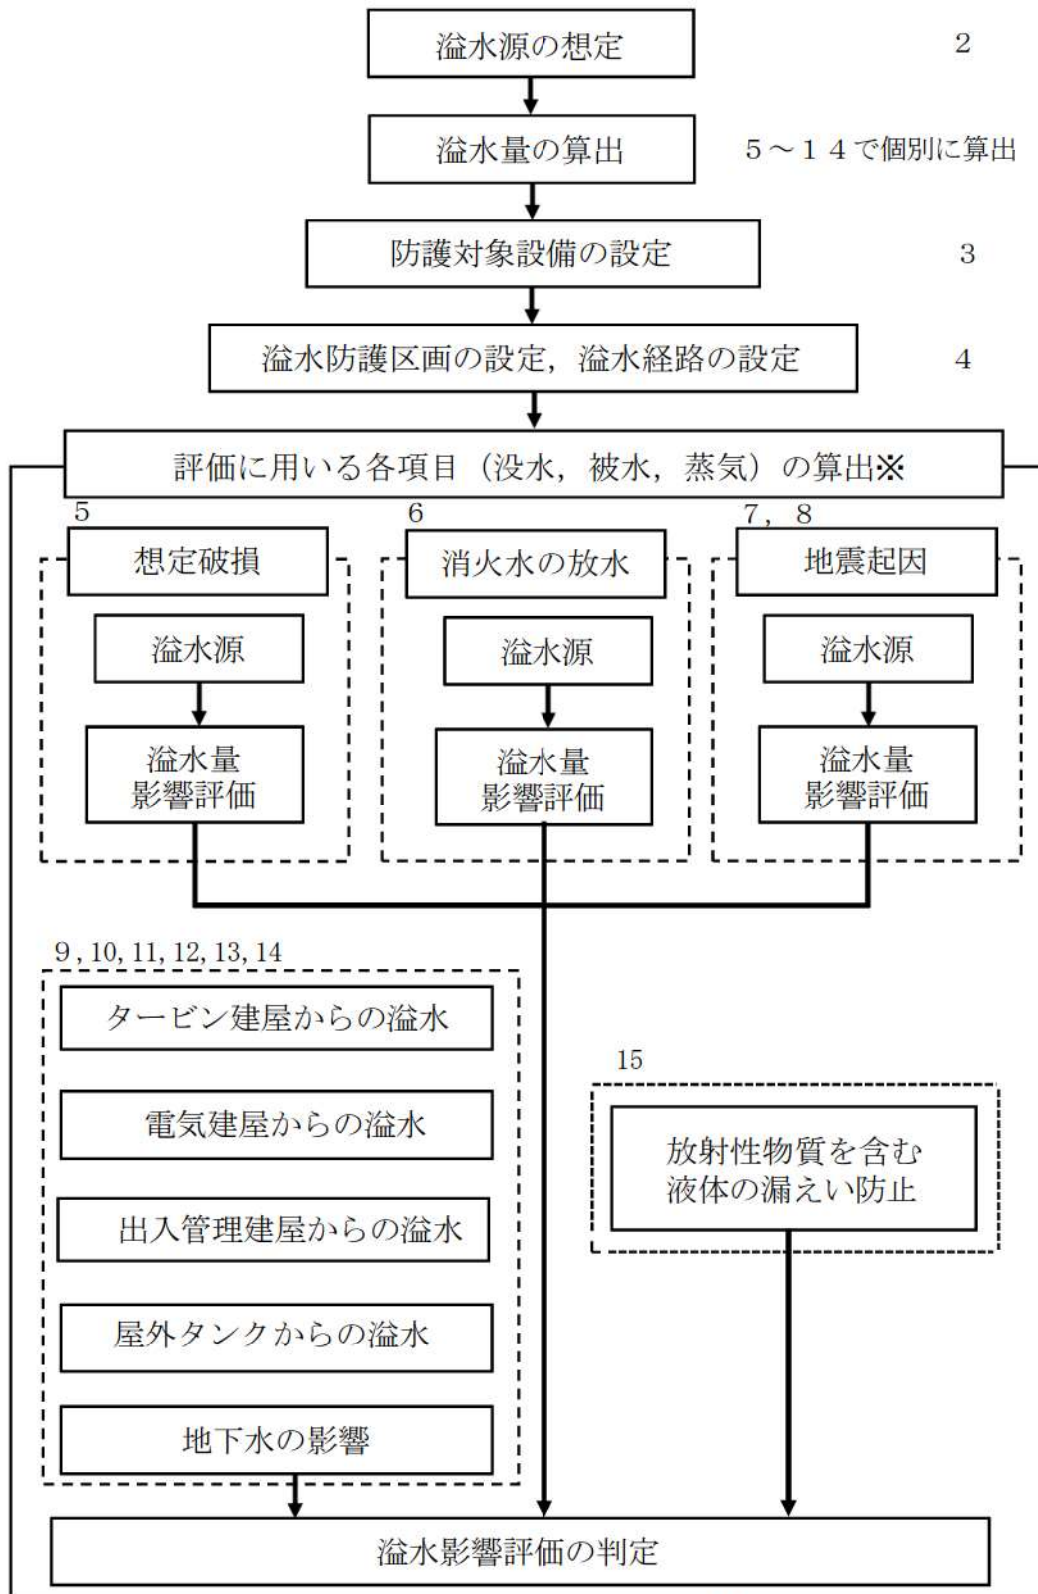 溢水源の想定
２
溢水量の算出
５～１４で個別に算出
防護対象設備の設定
３
溢水防護区画の設定，溢水経路の設定
４
評価に用いる各項目（没水，被水，蒸気）の算出※
５
６
７，８
想定破損
消火水の放水
地震起因
溢水源
溢水源
溢水源
溢水量
影響評価
溢水量
影響評価
溢水量
影響評価
９,10,11,12,13,14
タービン建屋からの溢水
電気建屋からの溢水
出入管理建屋からの溢水
屋外タンクからの溢水
地下水の影響
15
放射性物質を含む
液体の漏えい防止
溢水影響評価の判定